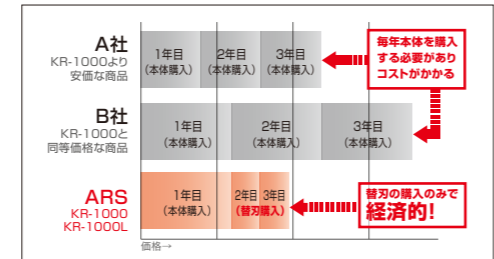 A社
KR-1000より
安価な商品
1年目
(本体購入)
2年目
(本体購入)
3年目
(本体購入)
毎年本体を購入
する必要があり
コストがかかる
B社
KR-1000と
同等価格な商品
1年目
(本体購入)
2年目
(本体購入)
3年目
(本体購入)
ARS
KR-1000
KR-1000L
1年目
(本体購入)
2年目 3年目
(替刃購入)
替刃の購入のみで
経済的!
価格→